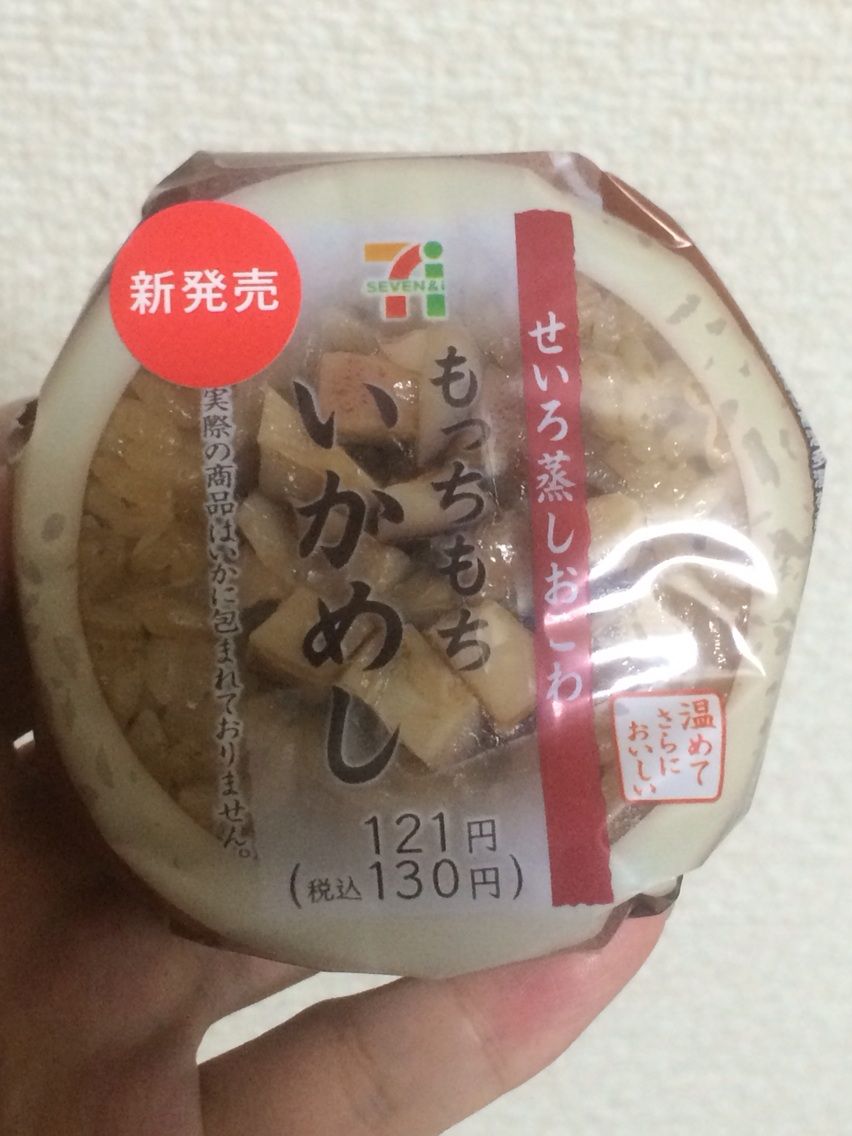 新発売
SEVEN&i
せいろ蒸しおこわ
もっちもち
いかめし
実際の商品はいかに包まれておりません。
温めて
さらに
おいしい
121円
(税込130円)